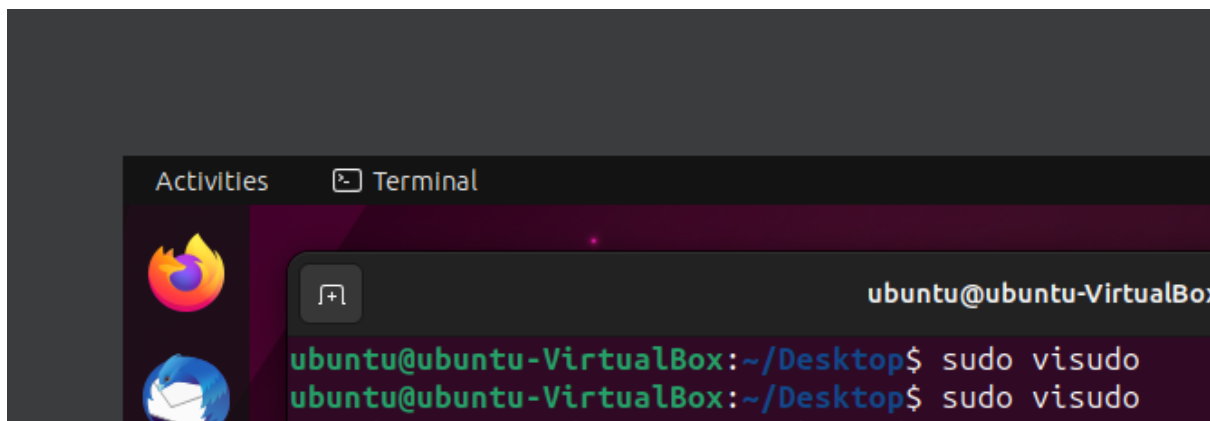 Activities Terminal
ubuntu@ubuntu-VirtualBox
ubuntu@ubuntu-VirtualBox:~/Desktop$ sudo visudo
ubuntu@ubuntu-VirtualBox:~/Desktop$ sudo visudo